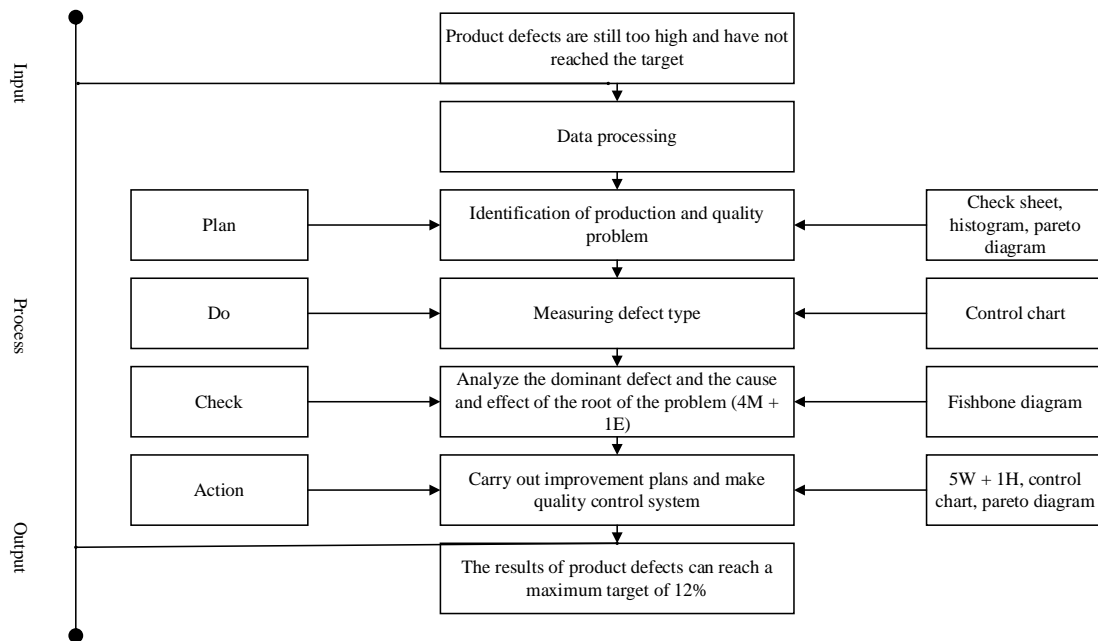 Input
Process
Output
Product defects are still too high and have not
reached the target
Data processing
Plan
Identification of production and quality
problem
Check sheet,
histogram, pareto
diagram
Do
Measuring defect type
Control chart
Check
Analyze the dominant defect and the cause
and effect of the root of the problem (4M +
1E)
Fishbone diagram
Action
Carry out improvement plans and make
quality control system
5W + 1H, control
chart, pareto diagram
The results of product defects can reach a
maximum target of 12%